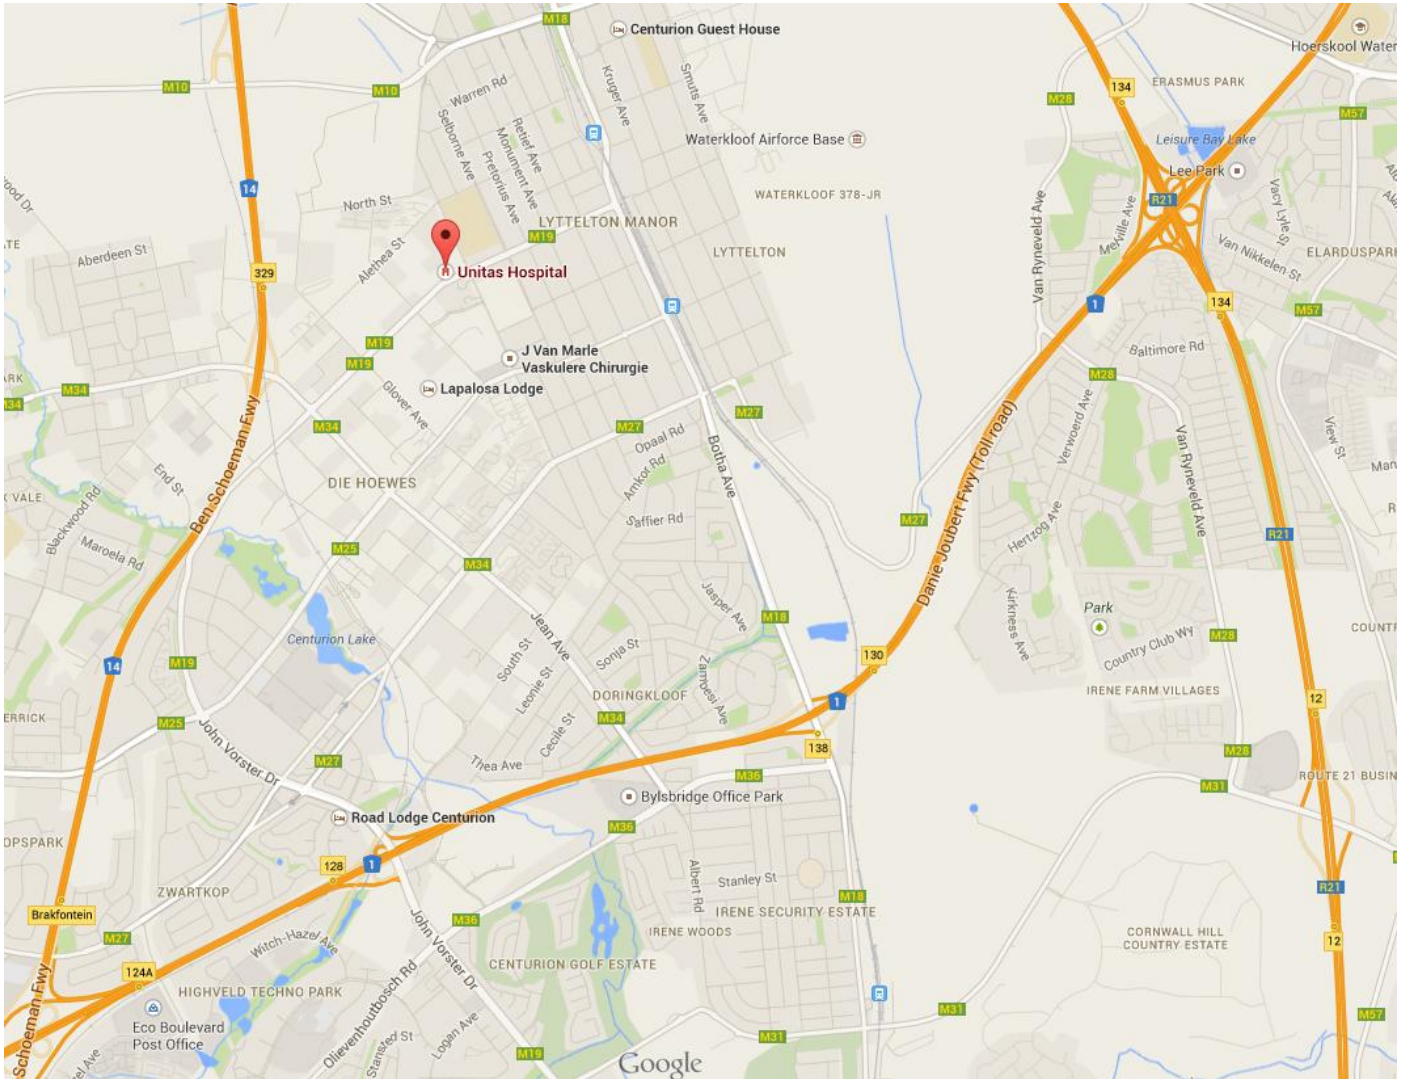 M18
Centurion Guest House
Hoerskool Water
M10
M10
Warren Rd
Kruger Ave
Smuts Ave
134
M28
ERASMUS PARK
M57
Selborne Ave
Retief Ave
Monument Ave
Pretorius Ave
Waterkloof Airforce Base
Leisure Bay Lake
Lee Park
14
North St
WATERKLOOF 378-JR
R21
Van Ryneveld Ave
Melville Ave
Vacy Lyle St
Van Nikkelen St
LYTTELTON MANOR
M19
LYTTELTON
ELARDUSPAR
Aberdeen St
Alethea St
329
Unitas Hospital
1
134
M57
M19
M19
J Van Marle
Vaskulere Chirurgie
Baltimore Rd
M28
M34
34
Lapalosa Lodge
Glover Ave
M34
M27
M27
Opaal Rd
Botha Ave
Amkor Rd
Ben Schoeman Fwy
Danie Joubert Fwy (Toll road)
Verwoerd Ave
Van Ryneveld Ave
View St
End St
DIE HOEWES
X VALE
Blackwood Rd
Maroela Rd
Saffier Rd
M27
Hertzog Ave
R21
M25
M34
Jasper Ave
M18
Kirkness Ave
Park
Country Club Wy
M28
COUNT
Centurion Lake
Jean Ave
South St
Sonja St
Leonie St
Zambesi Ave
130
14
M19
DORINGKLOOF
1
IRENE FARM VILLAGES
12
ERRICK
M25
M34
Cecile St
138
M28
John Vorster Dr
M27
Thea Ave
M36
M31
ROUTE 21 BUSIN
Bylsbridge Office Park
Road Lodge Centurion
M36
OPSPARK
128
1
ZWARTKOP
Albert Rd
Stanley St
M18
R21
Brakfontein
M36
IRENE SECURITY ESTATE
M27
Witch-Hazel Ave
John Vorster Dr
IRENE WOODS
CORNWALL HILL
COUNTRY ESTATE
12
124A
CENTURION GOLF ESTATE
HIGHVELD TECHNO PARK
Schoeman Fwy
Eco Boulevard
Post Office
Olievenhoutbosch Rd
Stansfed St
Logan Ave
M19
M31
M31
M57
Google